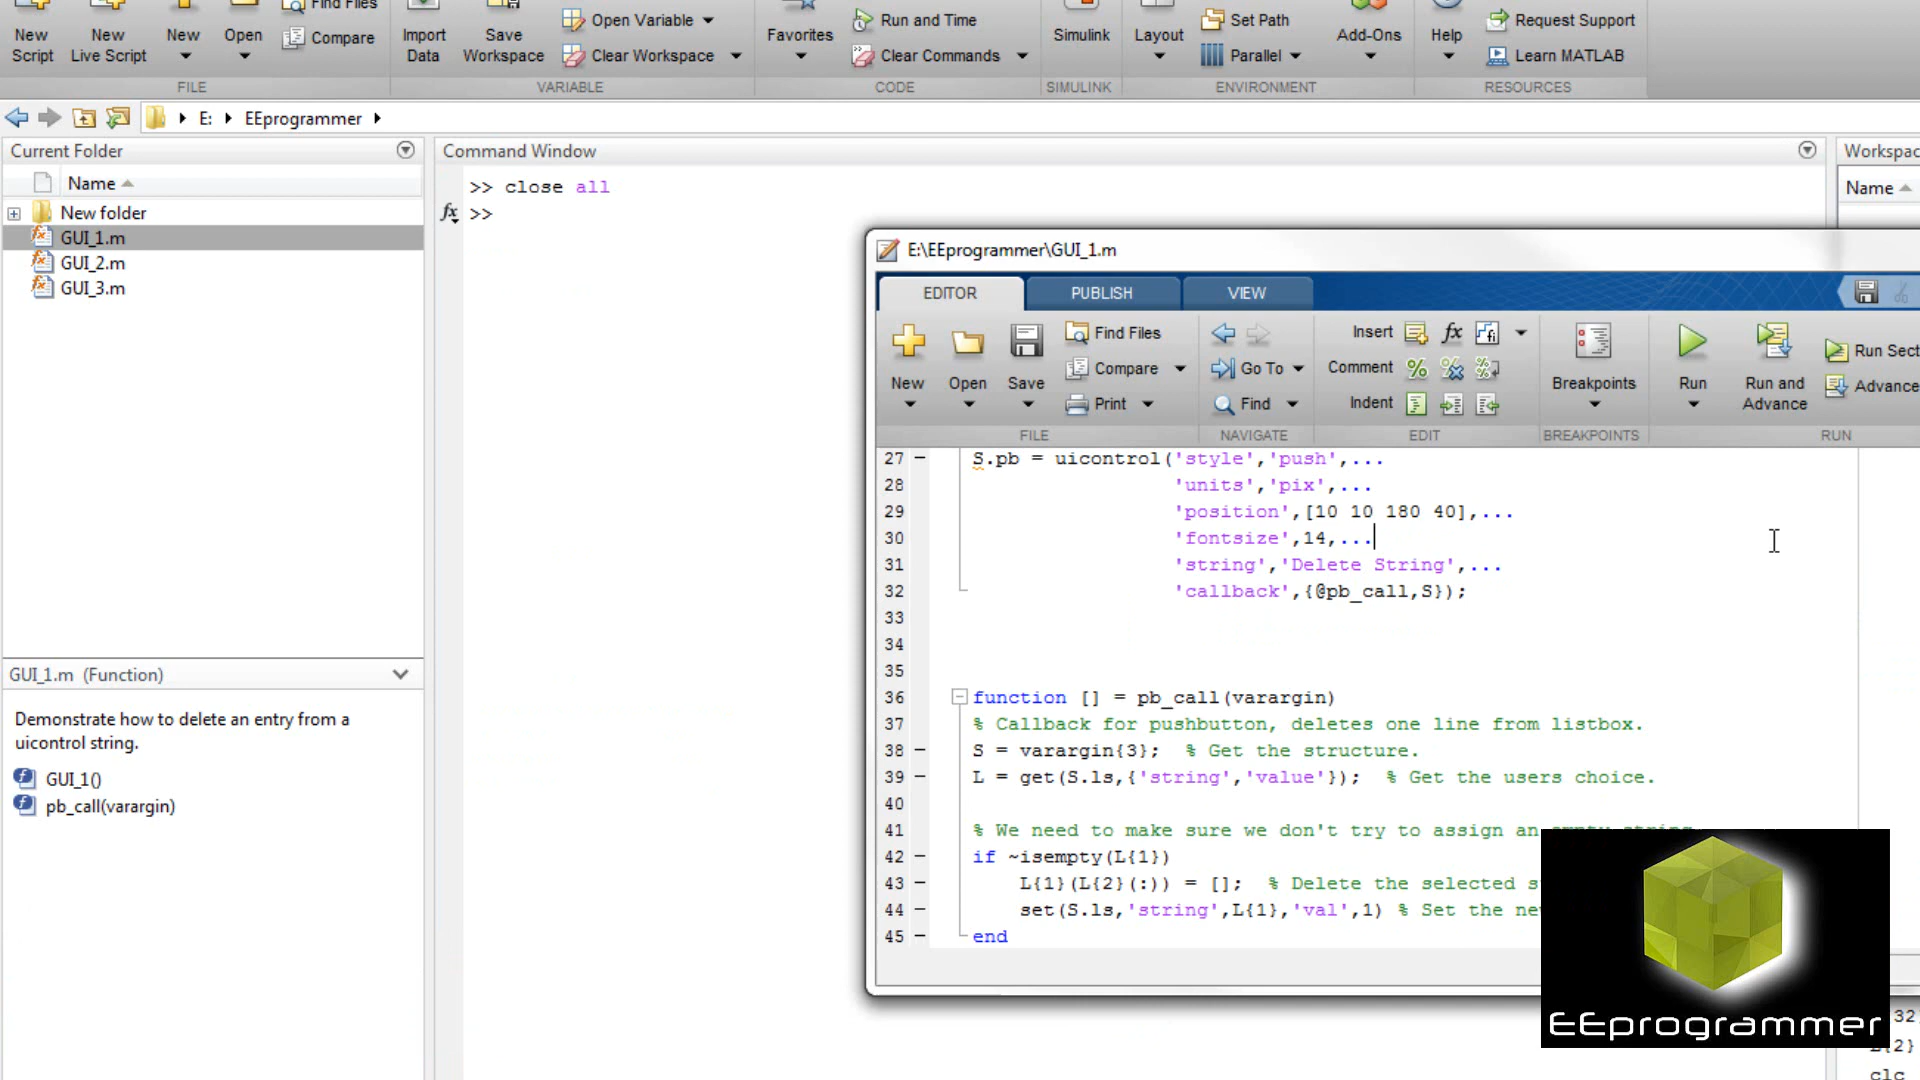 Find Files
New
Script
New
Live Script
New
Open
Compare
FILE
Import
Data
Save
Workspace
Open Variable
Clear Workspace
VARIABLE
Favorites
Run and Time
Clear Commands
CODE
Simulink
SIMULINK
Layout
Set Path
Parallel
ENVIRONMENT
Add-Ons
Help
Request Support
Learn MATLAB
RESOURCES
E:
EEprogrammer
Current Folder
Name
New folder
GUI_1.m
GUI_2.m
GUI_3.m
GUI_1.m (Function)
Demonstrate how to delete an entry from a
uicontrol string.
GUI_1()
pb_call(varargin)
Command Window
>> close all
fx >>
Workspac
Name
E:\EEprogrammer\GUI_1.m
EDITOR
PUBLISH
VIEW
New
Open
Save
Find Files
Compare
Print
FILE
Go To
Find
NAVIGATE
Insert fx
Comment
Indent
EDIT
Breakpoints
BREAKPOINTS
Run
Run and
Advance
Run Sect
Advance
RUN
27 – S.pb = uicontrol('style','push',...
28 'units','pix',...
29 'position',[10 10 180 40],...
30 'fontsize',14,...
31 'string','Delete String',...
32 'callback',{@pb_call,S});
33
34
35
36 function [] = pb_call(varargin)
37 % Callback for pushbutton, deletes one line from listbox.
38 – S = varargin{3}; % Get the structure.
39 – L = get(S.ls,{'string','value'}); % Get the users choice.
40
41 % We need to make sure we don't try to assign an empty string
42 – if ~isempty(L{1})
43 – L{1}(L{2}(:)) = []; % Delete the selected s
44 – set(S.ls,'string',L{1},'val',1) % Set the ne
45 – end
EEprogrammer
32
L{2}
clc